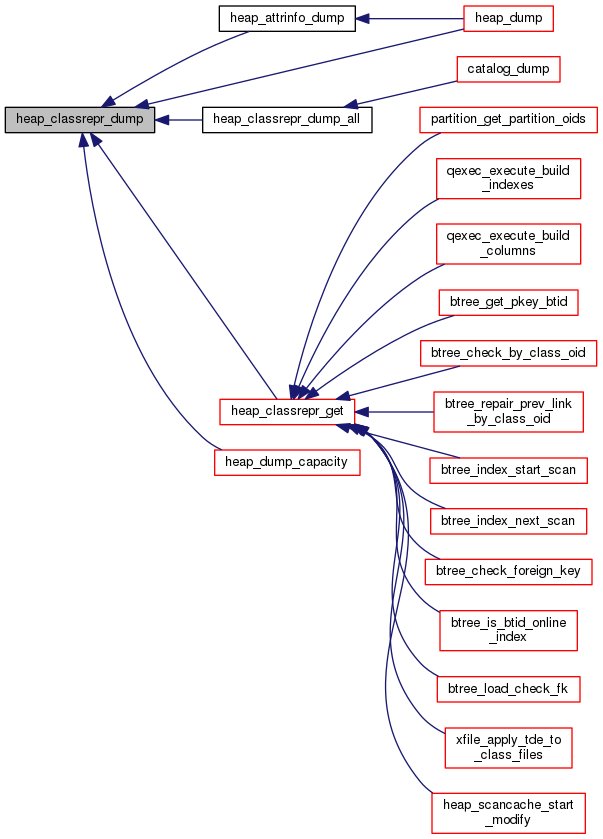 heap_attrinfo_dump
heap_dump
catalog_dump
heap_classrepr_dump
heap_classrepr_dump_all
partition_get_partition_oids
qexec_execute_build
_indexes
qexec_execute_build
_columns
btree_get_pkey_btid
btree_check_by_class_oid
heap_classrepr_get
btree_repair_prev_link
_by_class_oid
heap_dump_capacity
btree_index_start_scan
btree_index_next_scan
btree_check_foreign_key
btree_is_btid_online
_index
btree_load_check_fk
xfile_apply_tde_to
_class_files
heap_scancache_start
_modify